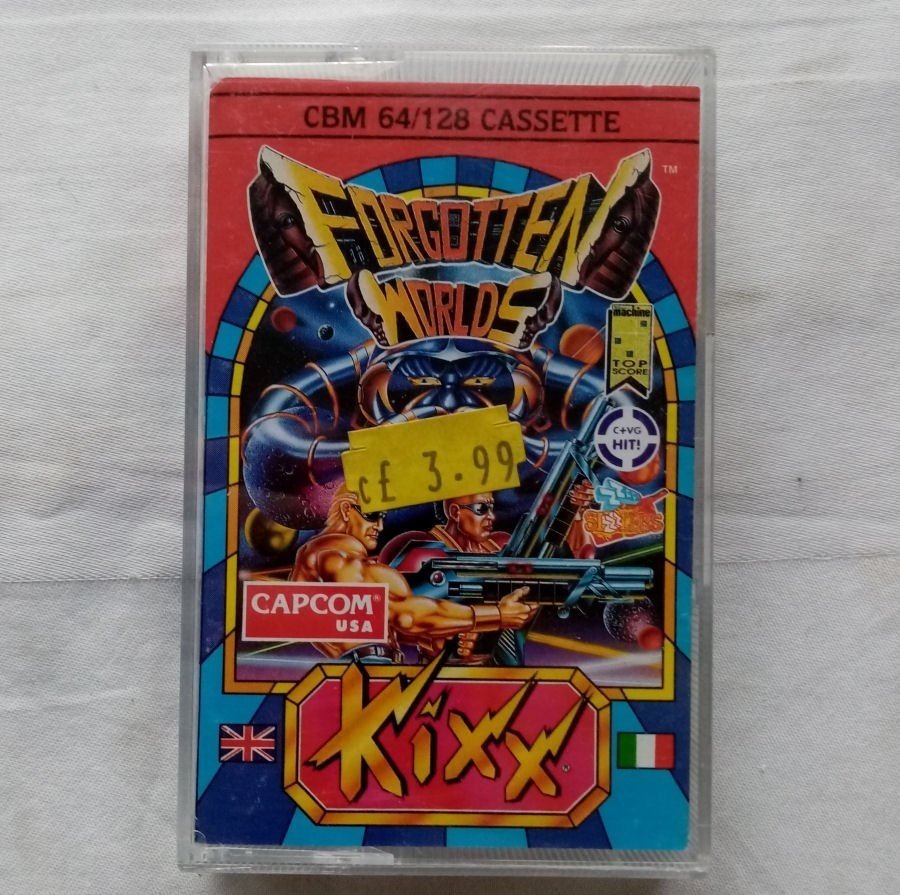 CBM 64/128 CASSETTE
FORGOTTEN
WORLDS
TM
machine
TOP
SCORE
C+VG
HIT!
C£ 3.99
CAPCOM®
USA
Kixx